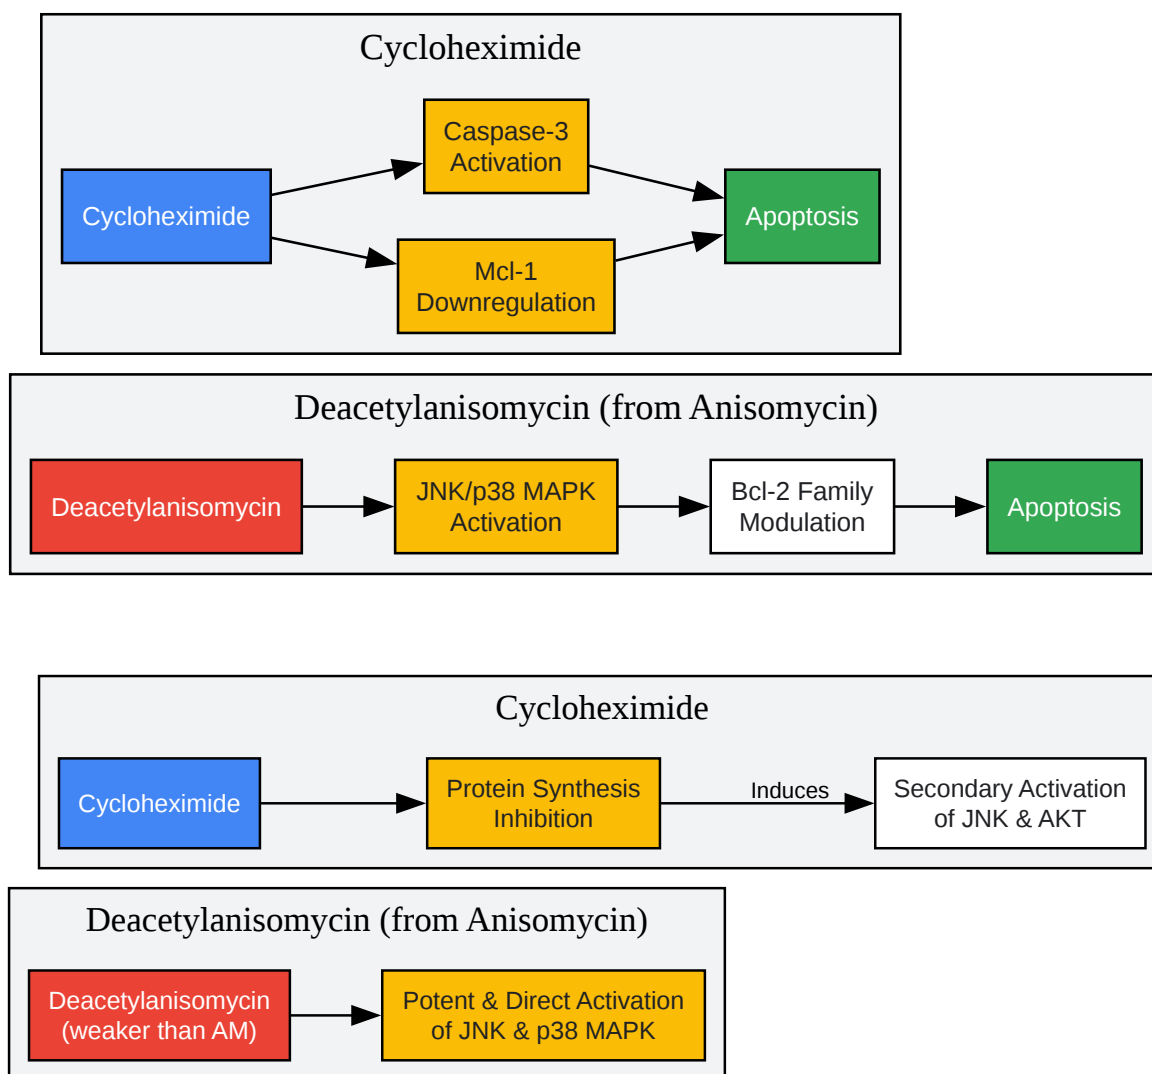 Cycloheximide
Caspase-3
Activation
Cycloheximide
Apoptosis
Mcl-1
Downregulation
Deacetylanisomycin (from Anisomycin)
Deacetylanisomycin
JNK/p38 MAPK
Activation
Bcl-2 Family
Modulation
Apoptosis
Cycloheximide
Cycloheximide
Protein Synthesis
Inhibition
Induces
Secondary Activation
of JNK & AKT
Deacetylanisomycin (from Anisomycin)
Deacetylanisomycin
(weaker than AM)
Potent & Direct Activation
of JNK & p38 MAPK